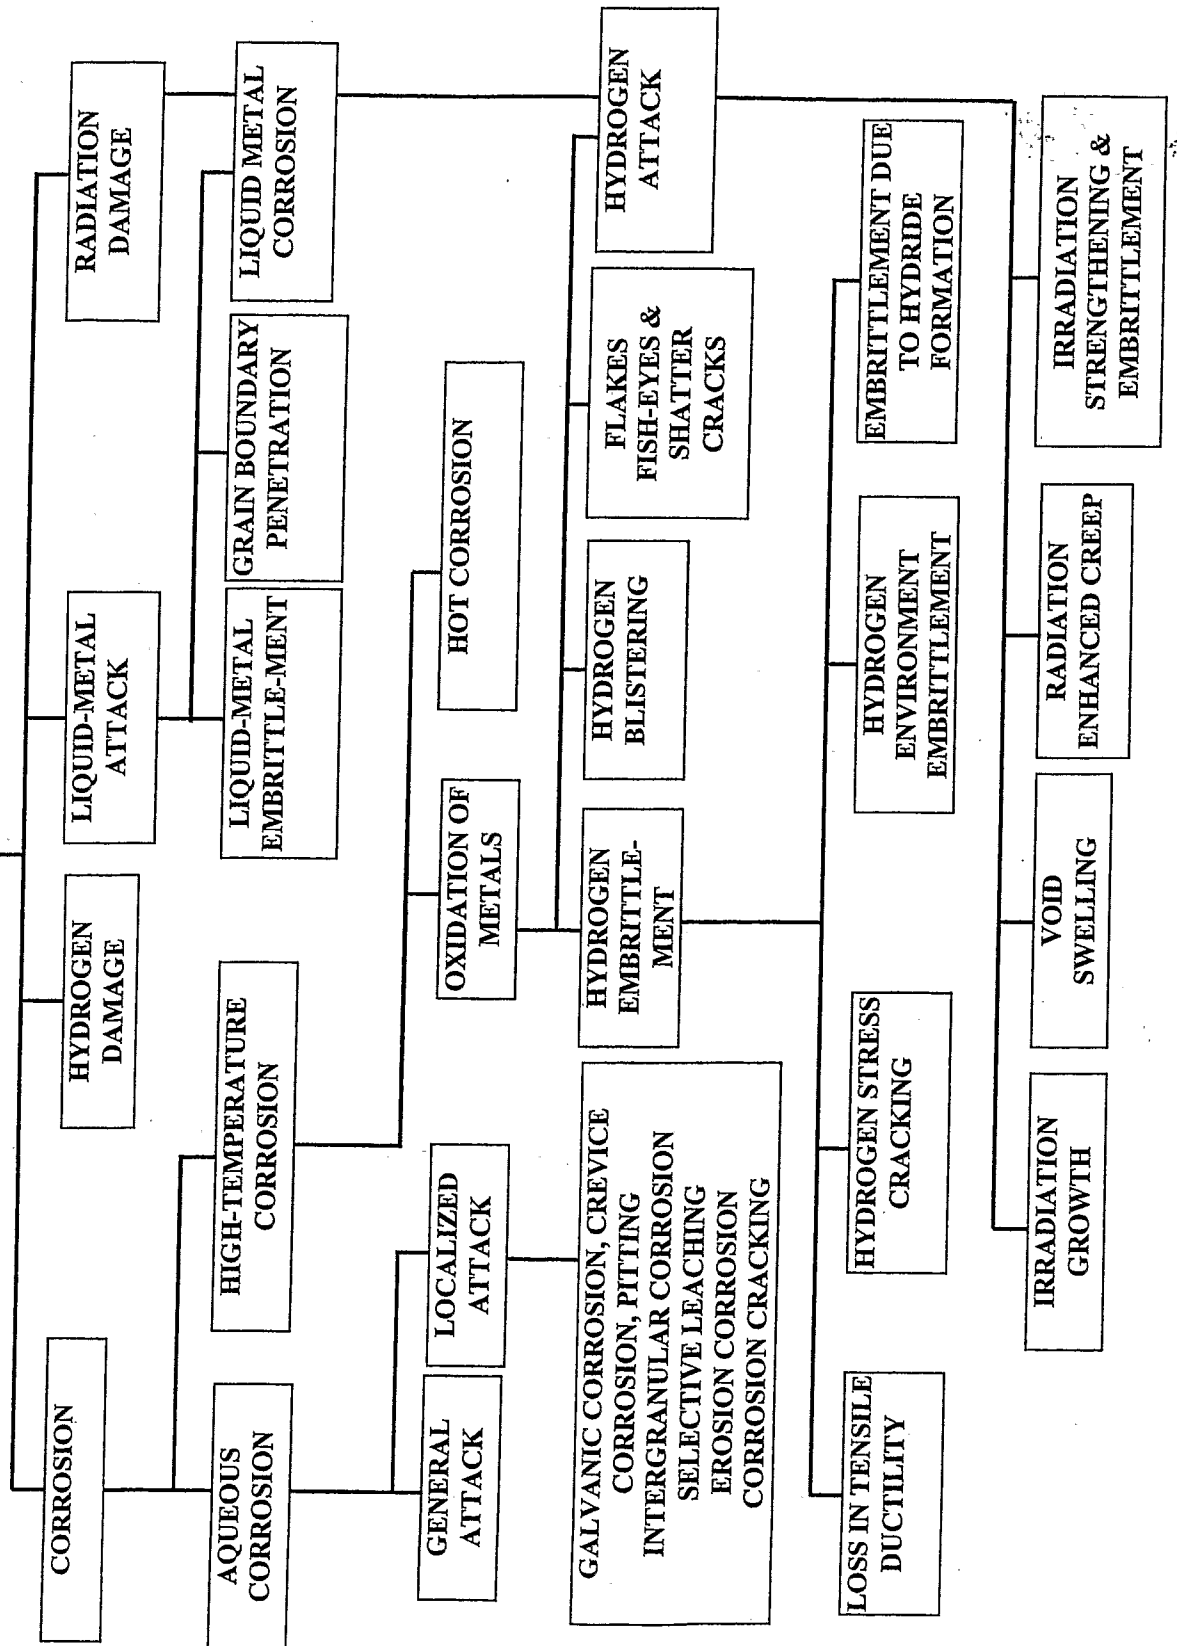 CORROSION
HYDROGEN
DAMAGE
LIQUID-METAL
ATTACK
RADIATION
DAMAGE
AQUEOUS
CORROSION
HIGH-TEMPERATURE
CORROSION
LIQUID-METAL
EMBRITTLE-MENT
GRAIN BOUNDARY
PENETRATION
LIQUID METAL
CORROSION
GENERAL
ATTACK
LOCALIZED
ATTACK
OXIDATION OF
METALS
HOT CORROSION
GALVANIC CORROSION, CREVICE
CORROSION, PITTING
INTERGRANULAR CORROSION
SELECTIVE LEACHING
EROSION CORROSION
CORROSION CRACKING
HYDROGEN
EMBRITTLE-
MENT
HYDROGEN
BLISTERING
FLAKES
FISH-EYES &
SHATTER
CRACKS
HYDROGEN
ATTACK
LOSS IN TENSILE
DUCTILITY
HYDROGEN STRESS
CRACKING
HYDROGEN
ENVIRONMENT
EMBRITTLEMENT
EMBRITTLEMENT DUE
TO HYDRIDE
FORMATION
IRRADIATION
GROWTH
VOID
SWELLING
RADIATION
ENHANCED CREEP
IRRADIATION
STRENGTHENING &
EMBRITTLEMENT